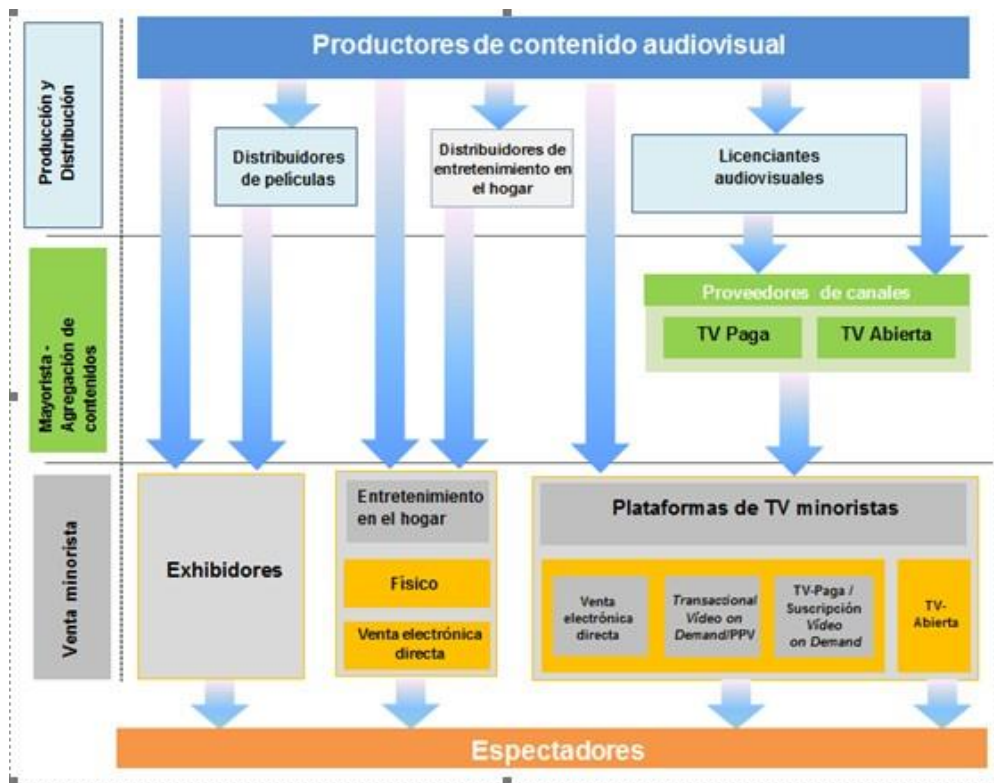 Productores de contenido audiovisual
Producción y
Distribución
Distribuidores
de películas
Distribuidores de
entretenimiento en
el hogar
Licenciantes
audiovisuales
Mayorista -
Agregación de
contenidos
Proveedores de canales
TV Paga
TV Abierta
Venta minorista
Exhibidores
Entretenimiento
en el hogar
Físico
Venta electrónica
directa
Plataformas de TV minoristas
Venta
electrónica
directa
Transaccional
Vídeo on
Demand/PPV
TV-Paga /
Suscripción
Vídeo
on Demand
TV-
Abierta
Espectadores